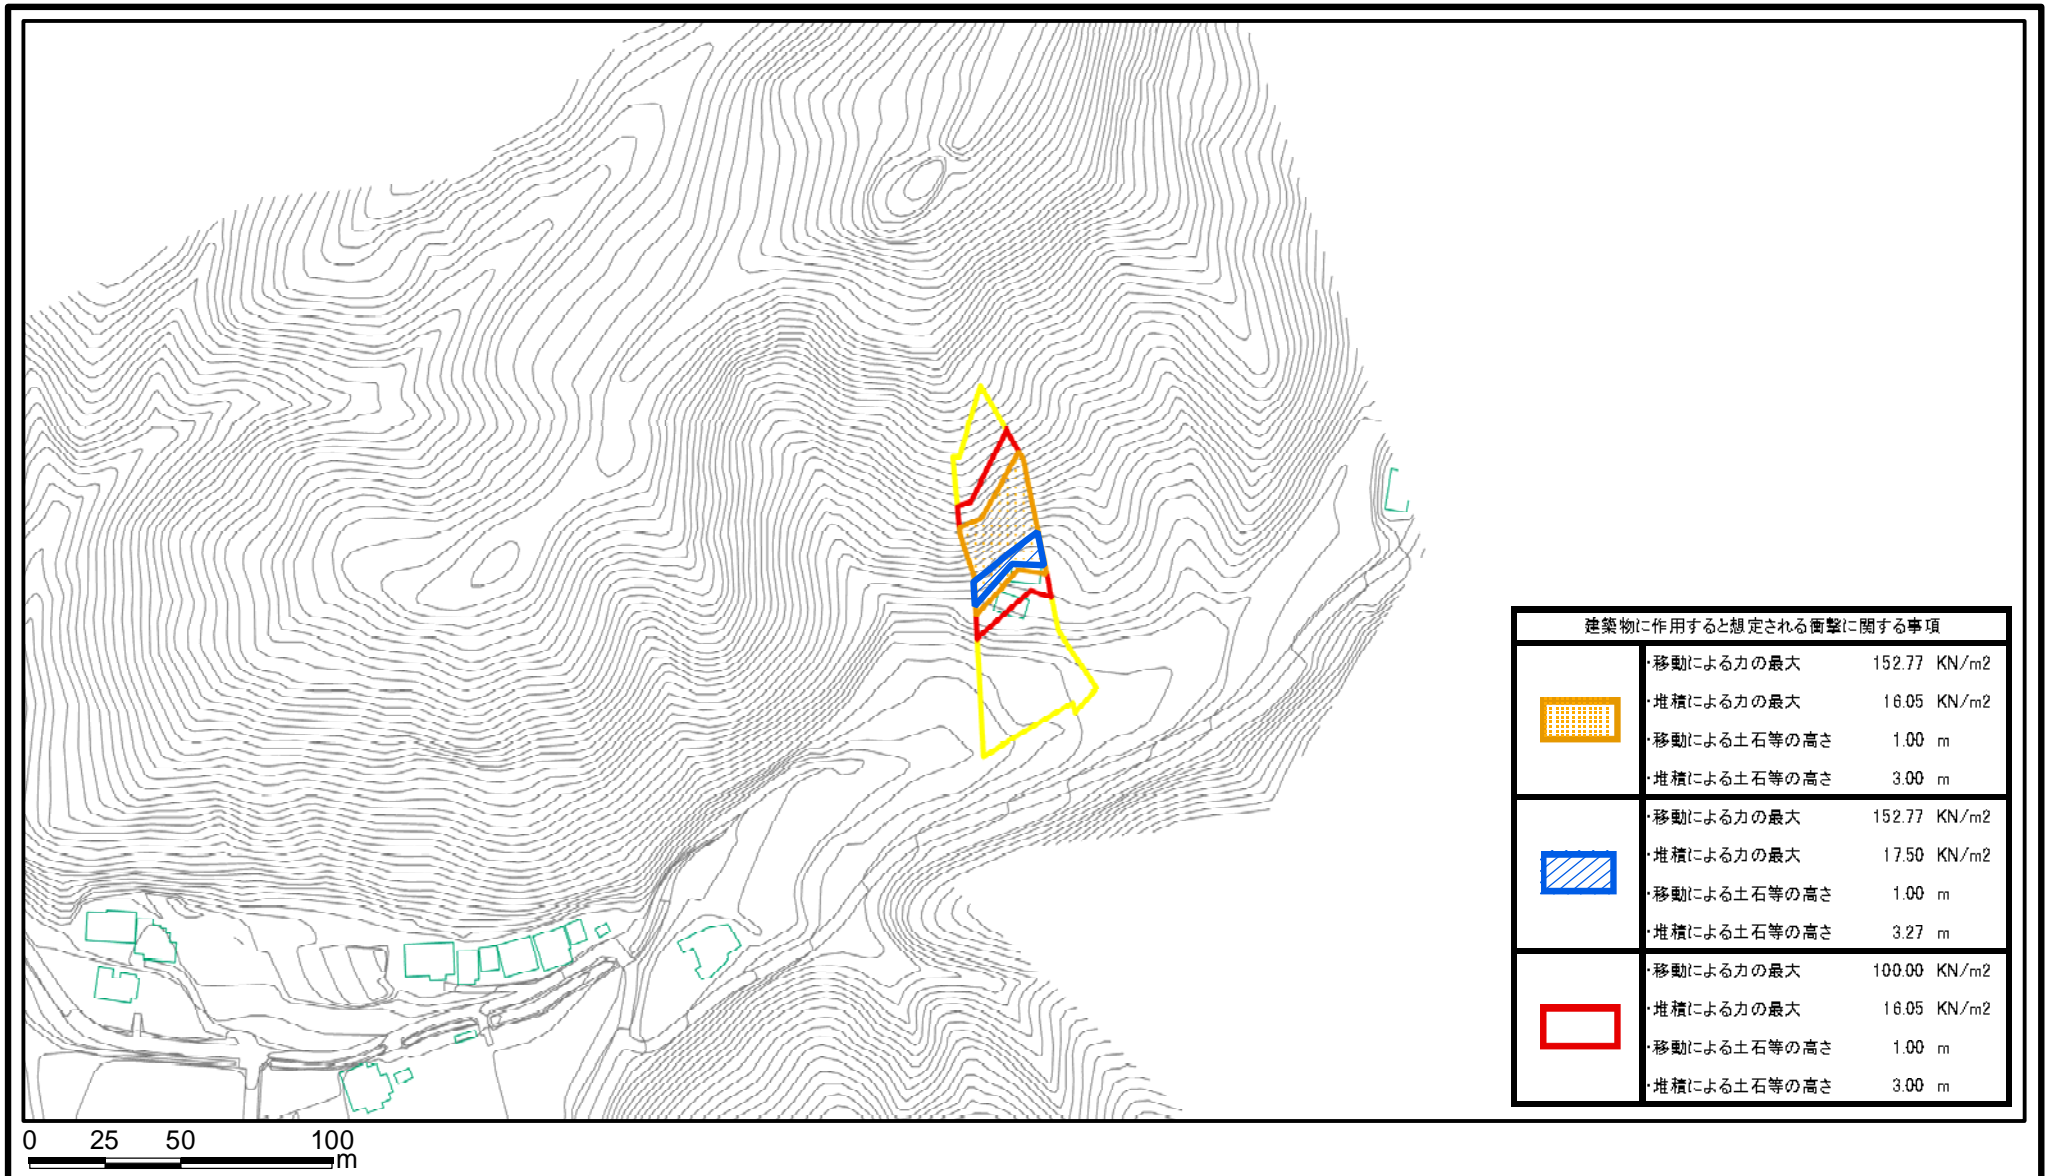 建築物に作用すると想定される衝撃に関する事項
・移動による力の最大 152.77 KN/m2
・堆積による力の最大 16.05 KN/m2
・移動による土石等の高さ 1.00 m
・堆積による土石等の高さ 3.00 m
・移動による力の最大 152.77 KN/m2
・堆積による力の最大 17.50 KN/m2
・移動による土石等の高さ 1.00 m
・堆積による土石等の高さ 3.27 m
・移動による力の最大 100.00 KN/m2
・堆積による力の最大 16.05 KN/m2
・移動による土石等の高さ 1.00 m
・堆積による土石等の高さ 3.00 m
0 25 50 100
m